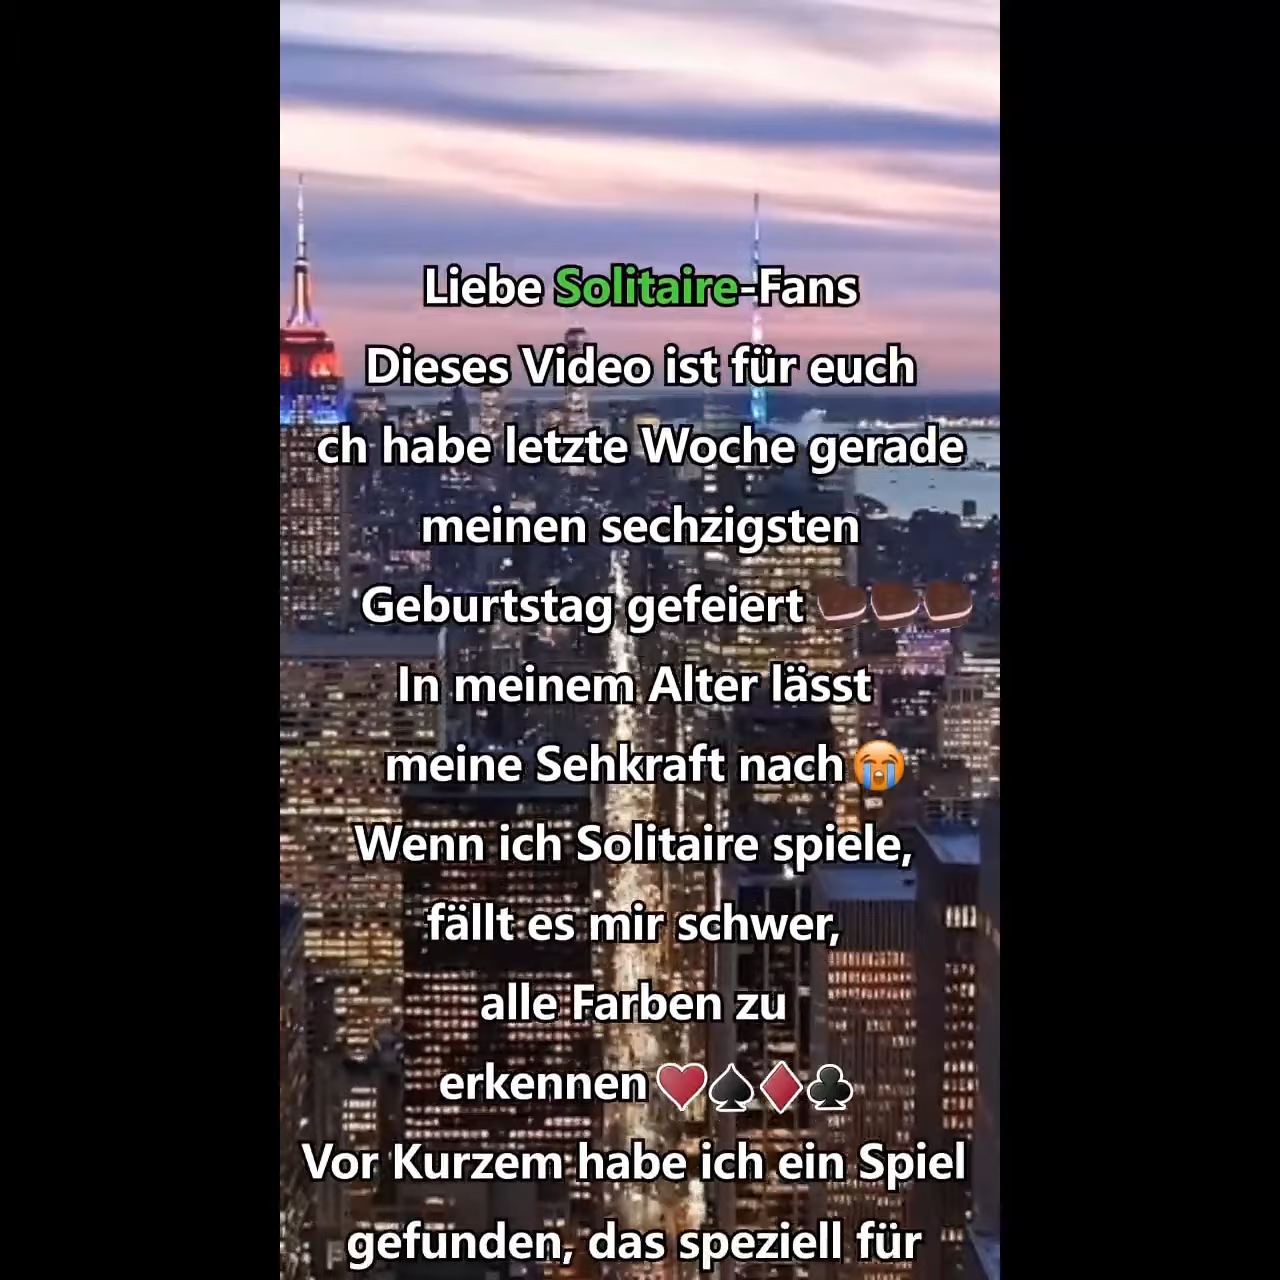 Liebe Solitaire-Fans
Dieses Video ist für euch
ch habe letzte Woche gerade
meinen sechzigsten
Geburtstag gefeiert
In meinem Alter lässt
meine Sehkraft nach😭
Wenn ich Solitaire spiele,
fällt es mir schwer,
alle Farben zu
erkennen♥️♠️♦️♣️
Vor Kurzem habe ich ein Spiel
gefunden, das speziell für